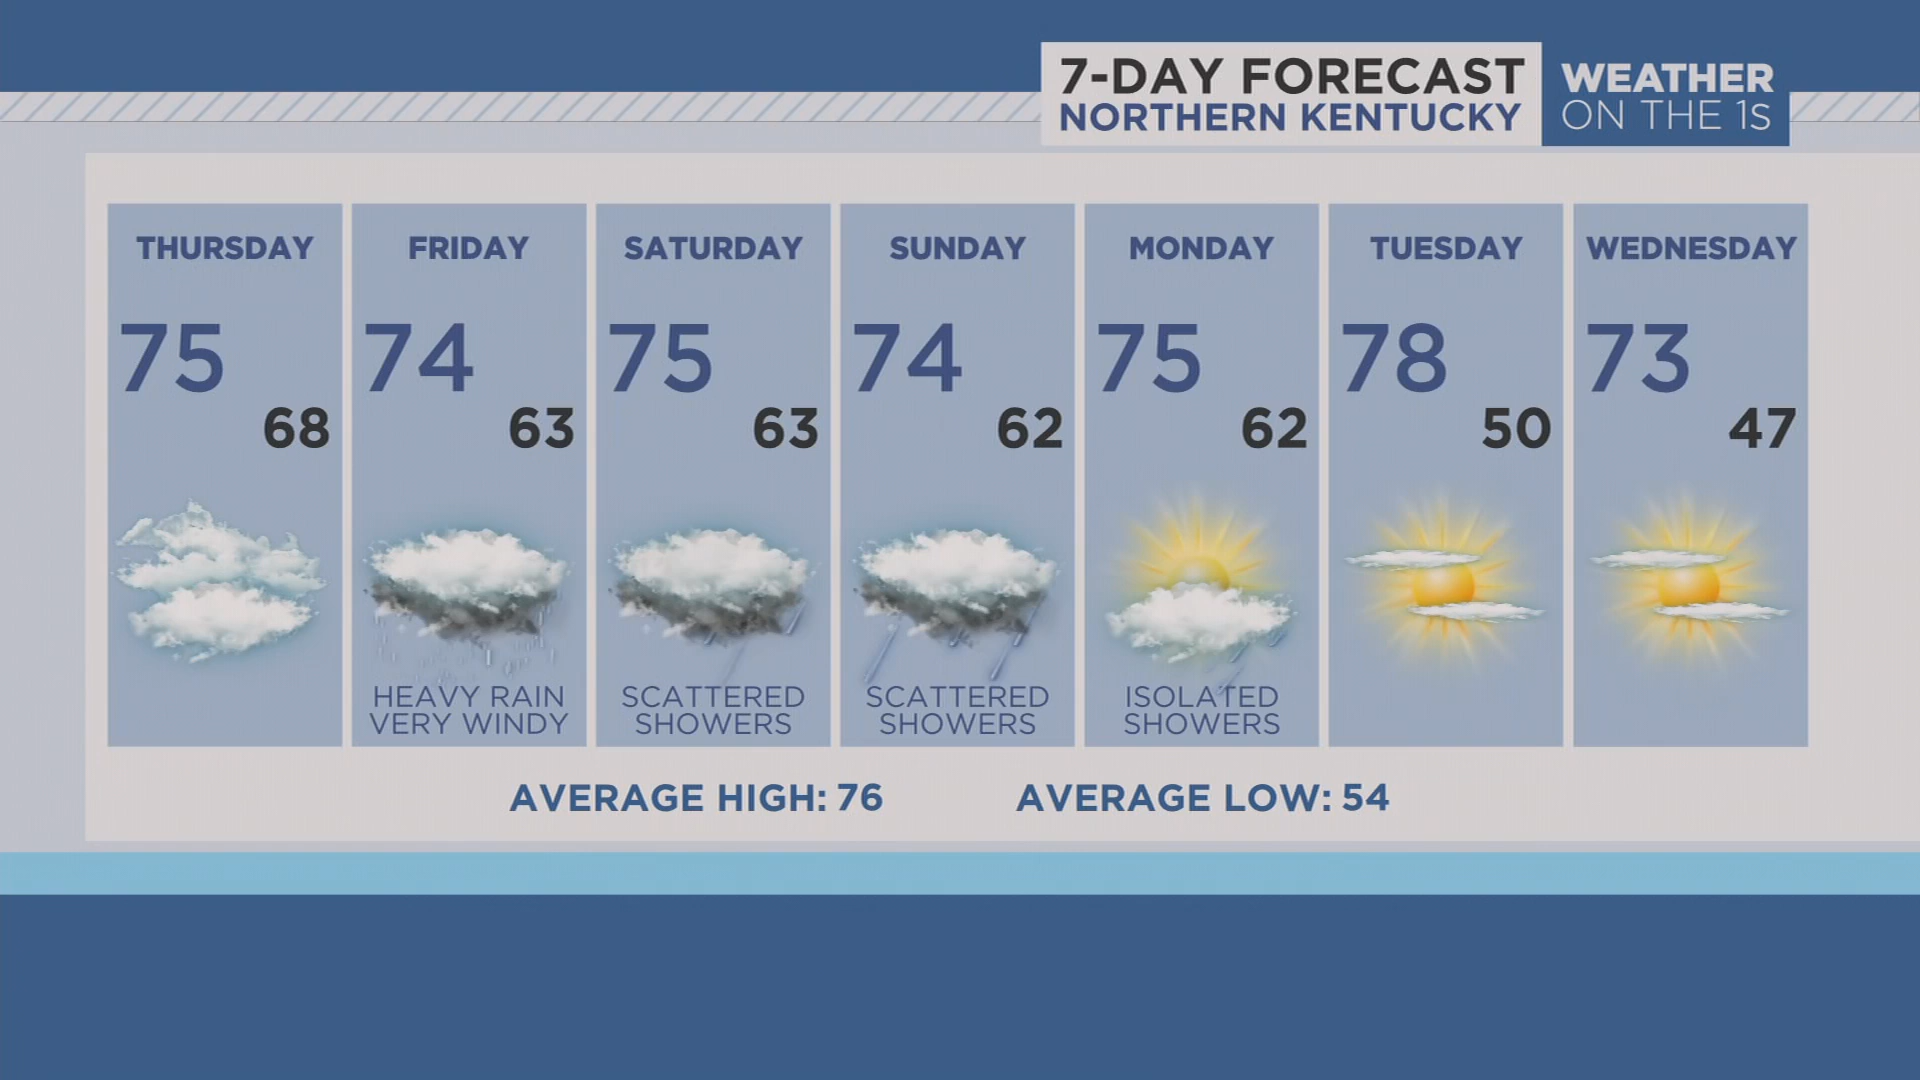 7-DAY FORECAST
NORTHERN KENTUCKY
WEATHER
ON THE 1s
THURSDAY
75
68
FRIDAY
74
63
HEAVY RAIN
VERY WINDY
SATURDAY
75
63
SCATTERED
SHOWERS
SUNDAY
74
62
SCATTERED
SHOWERS
MONDAY
75
62
ISOLATED
SHOWERS
TUESDAY
78
50
WEDNESDAY
73
47
AVERAGE HIGH: 76
AVERAGE LOW: 54